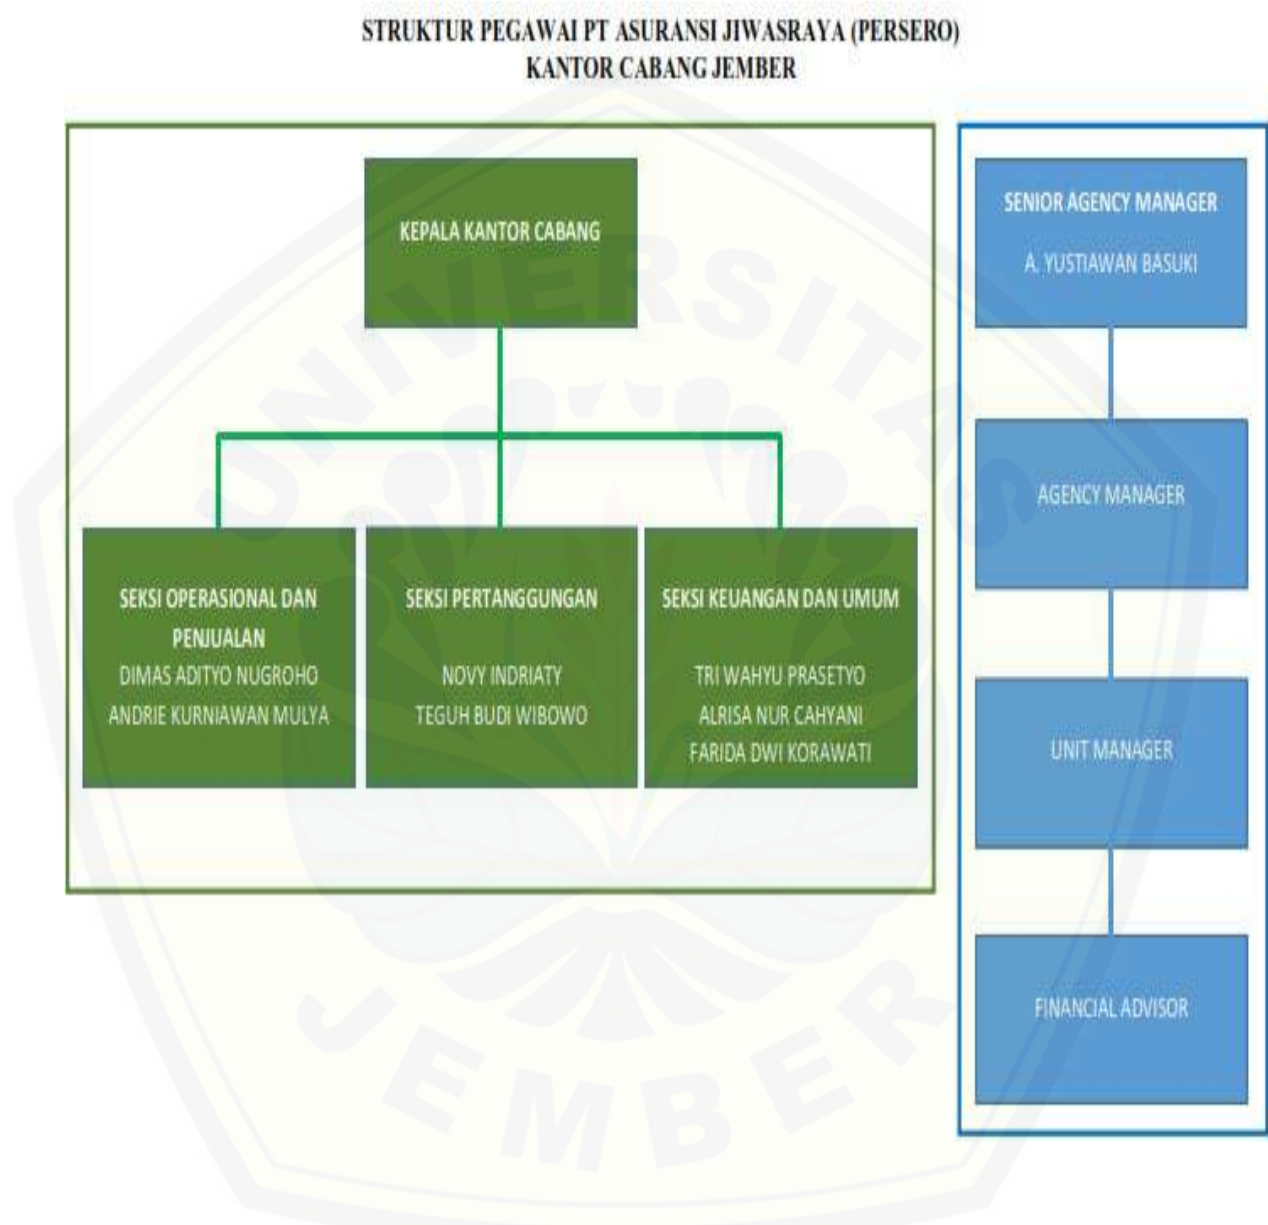 STRUKTUR PEGAWAI PT ASURANSI JIWASRAYA (PERSERO)
KANTOR CABANG JEMBER
KEPALA KANTOR CABANG
SEKSI OPERASIONAL DAN
PENJUALAN
DIMAS ADITYO NUGROHO
ANDRIE KURNIAWAN MULYA
SEKSI PERTANGGUNGAN
NOVY INDRIATY
TEGUH BUDI WIBOWO
SEKSI KEUANGAN DAN UMUM
TRI WAHYU PRASETYO
ALRISA NUR CAHYANI
FARIDA DWI KORAWATI
SENIOR AGENCY MANAGER
A. YUSTIAWAN BASUKI
AGENCY MANAGER
UNIT MANAGER
FINANCIAL ADVISOR
UNIVERSITAS
JEMBER